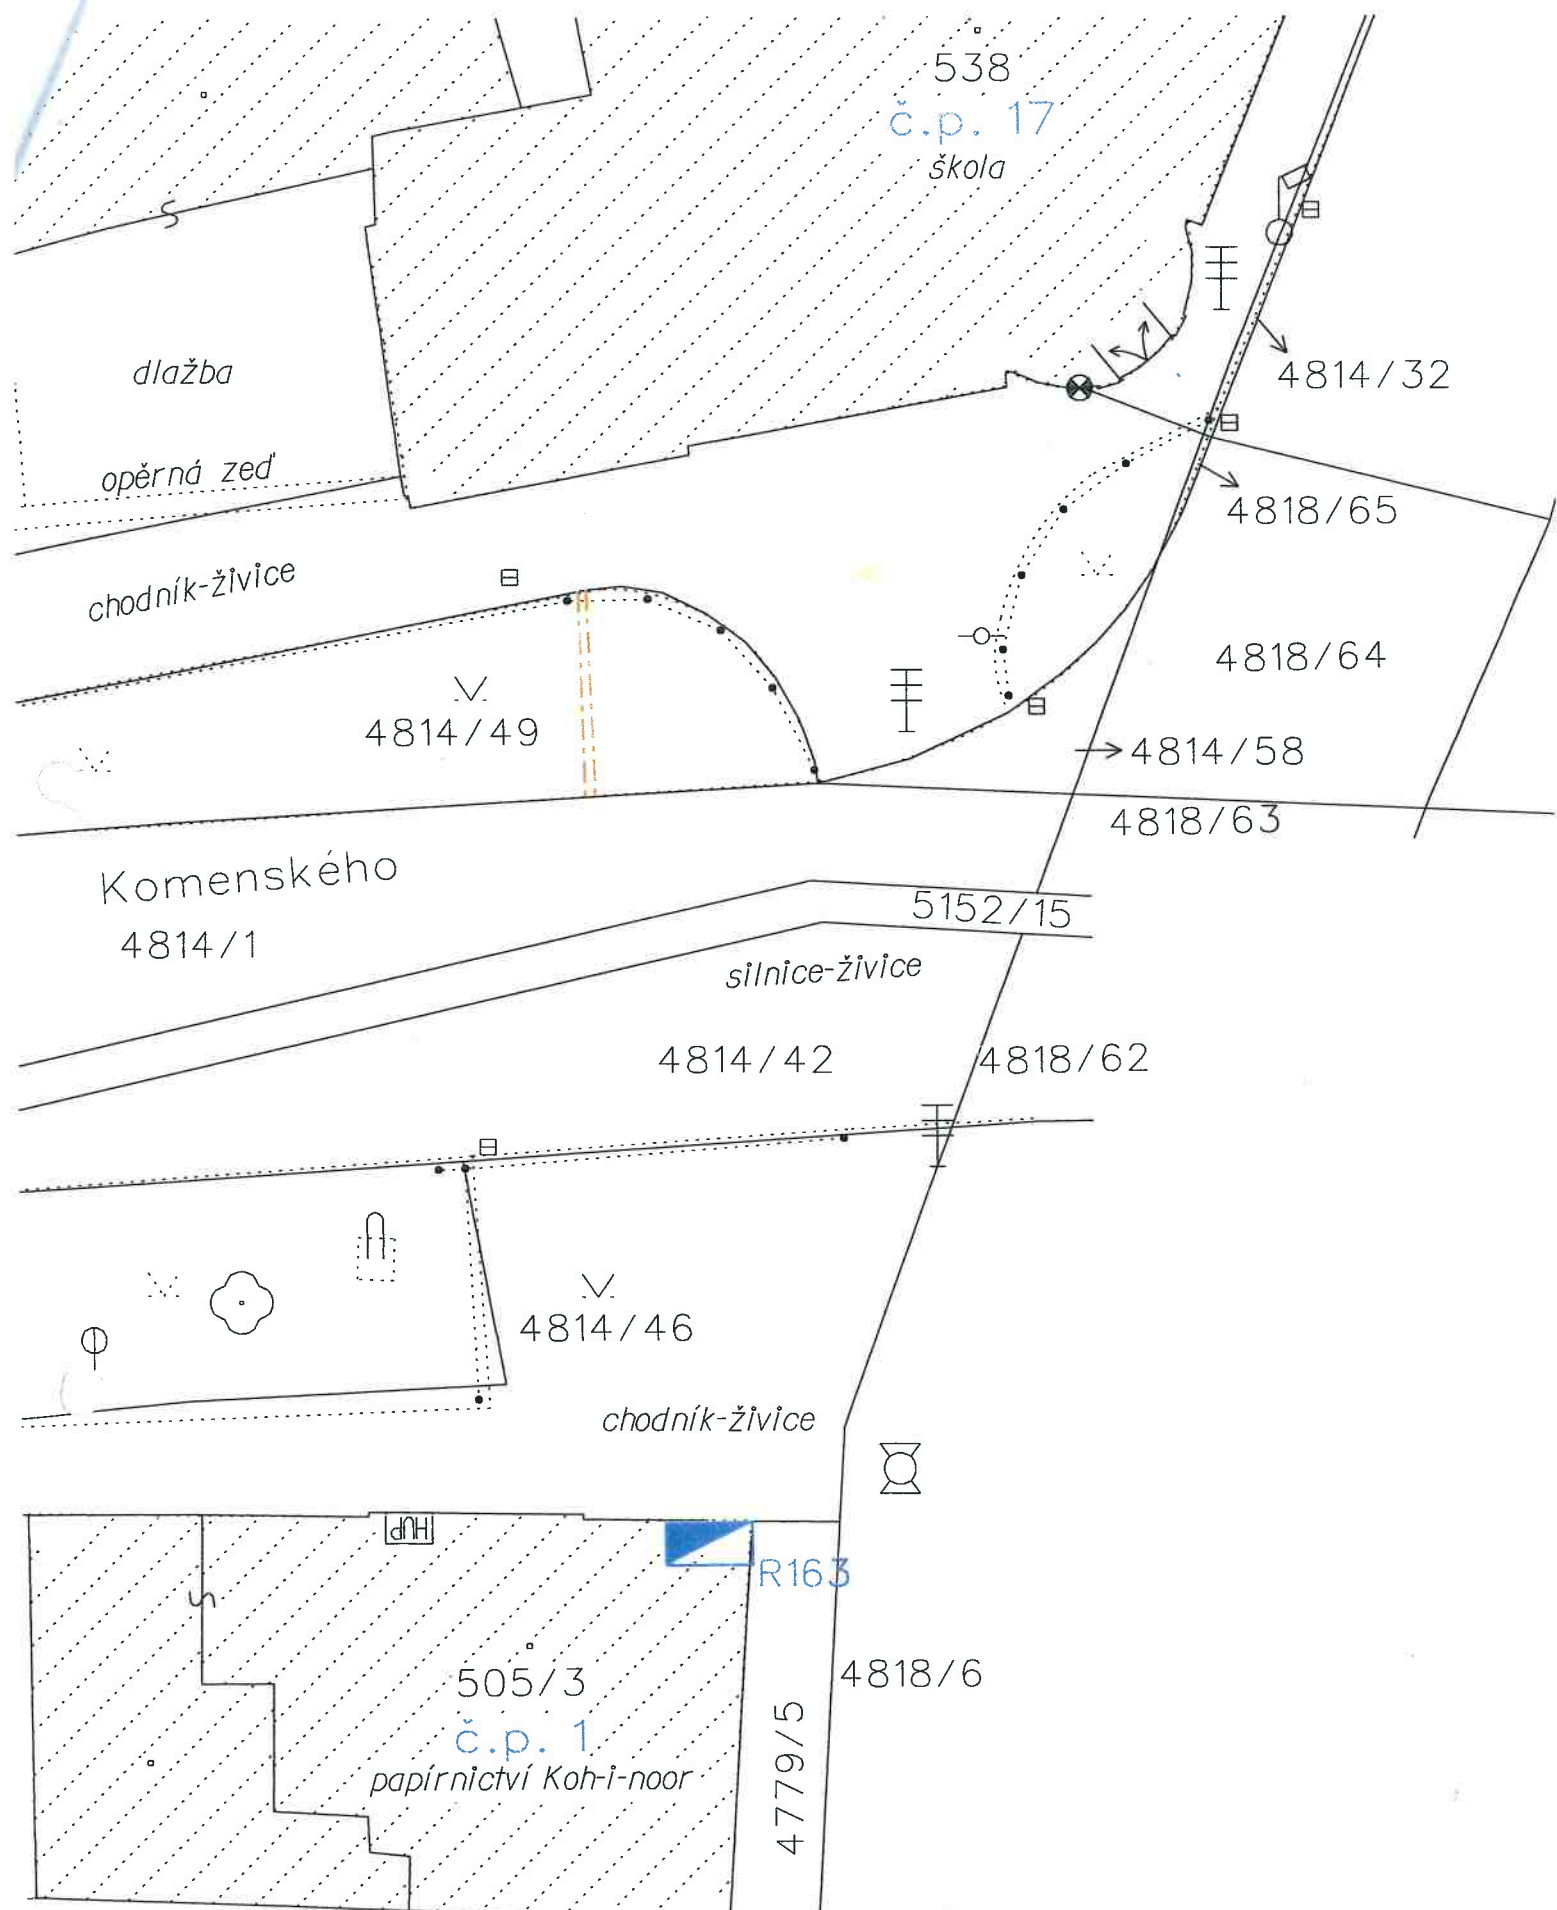 538
č.p. 17
škola
dlažba
4814/32
opěrná zeď
4818/65
chodník-živice
4818/64
4814/49
4814/58
4818/63
Komenského
5152/15
4814/1
silnice-živice
4814/42
4818/62
4814/46
chodník-živice
HUP
R163
505/3
4818/6
č.p. 1
papírnictví Koh-i-noor
4779/5